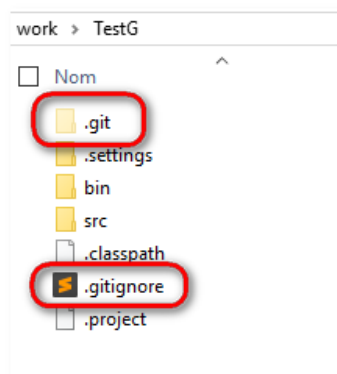 work > TestG
Nom
.git
.settings
bin
src
.classpath
.gitignore
.project